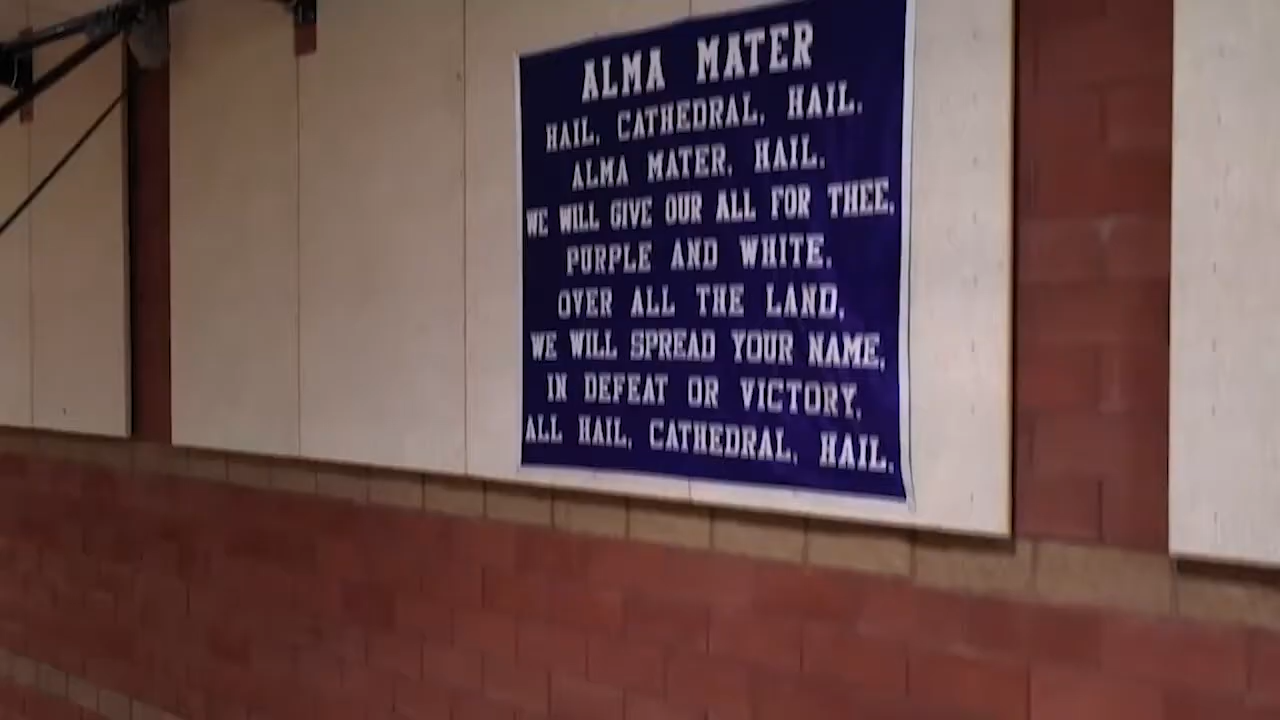 ALMA MATER
HAIL, CATHEDRAL, HAIL,
ALMA MATER, HAIL,
WE WILL GIVE OUR ALL FOR THEE,
PURPLE AND WHITE,
OVER ALL THE LAND,
WE WILL SPREAD YOUR NAME,
IN DEFEAT OR VICTORY,
ALL HAIL, CATHEDRAL, HAIL.